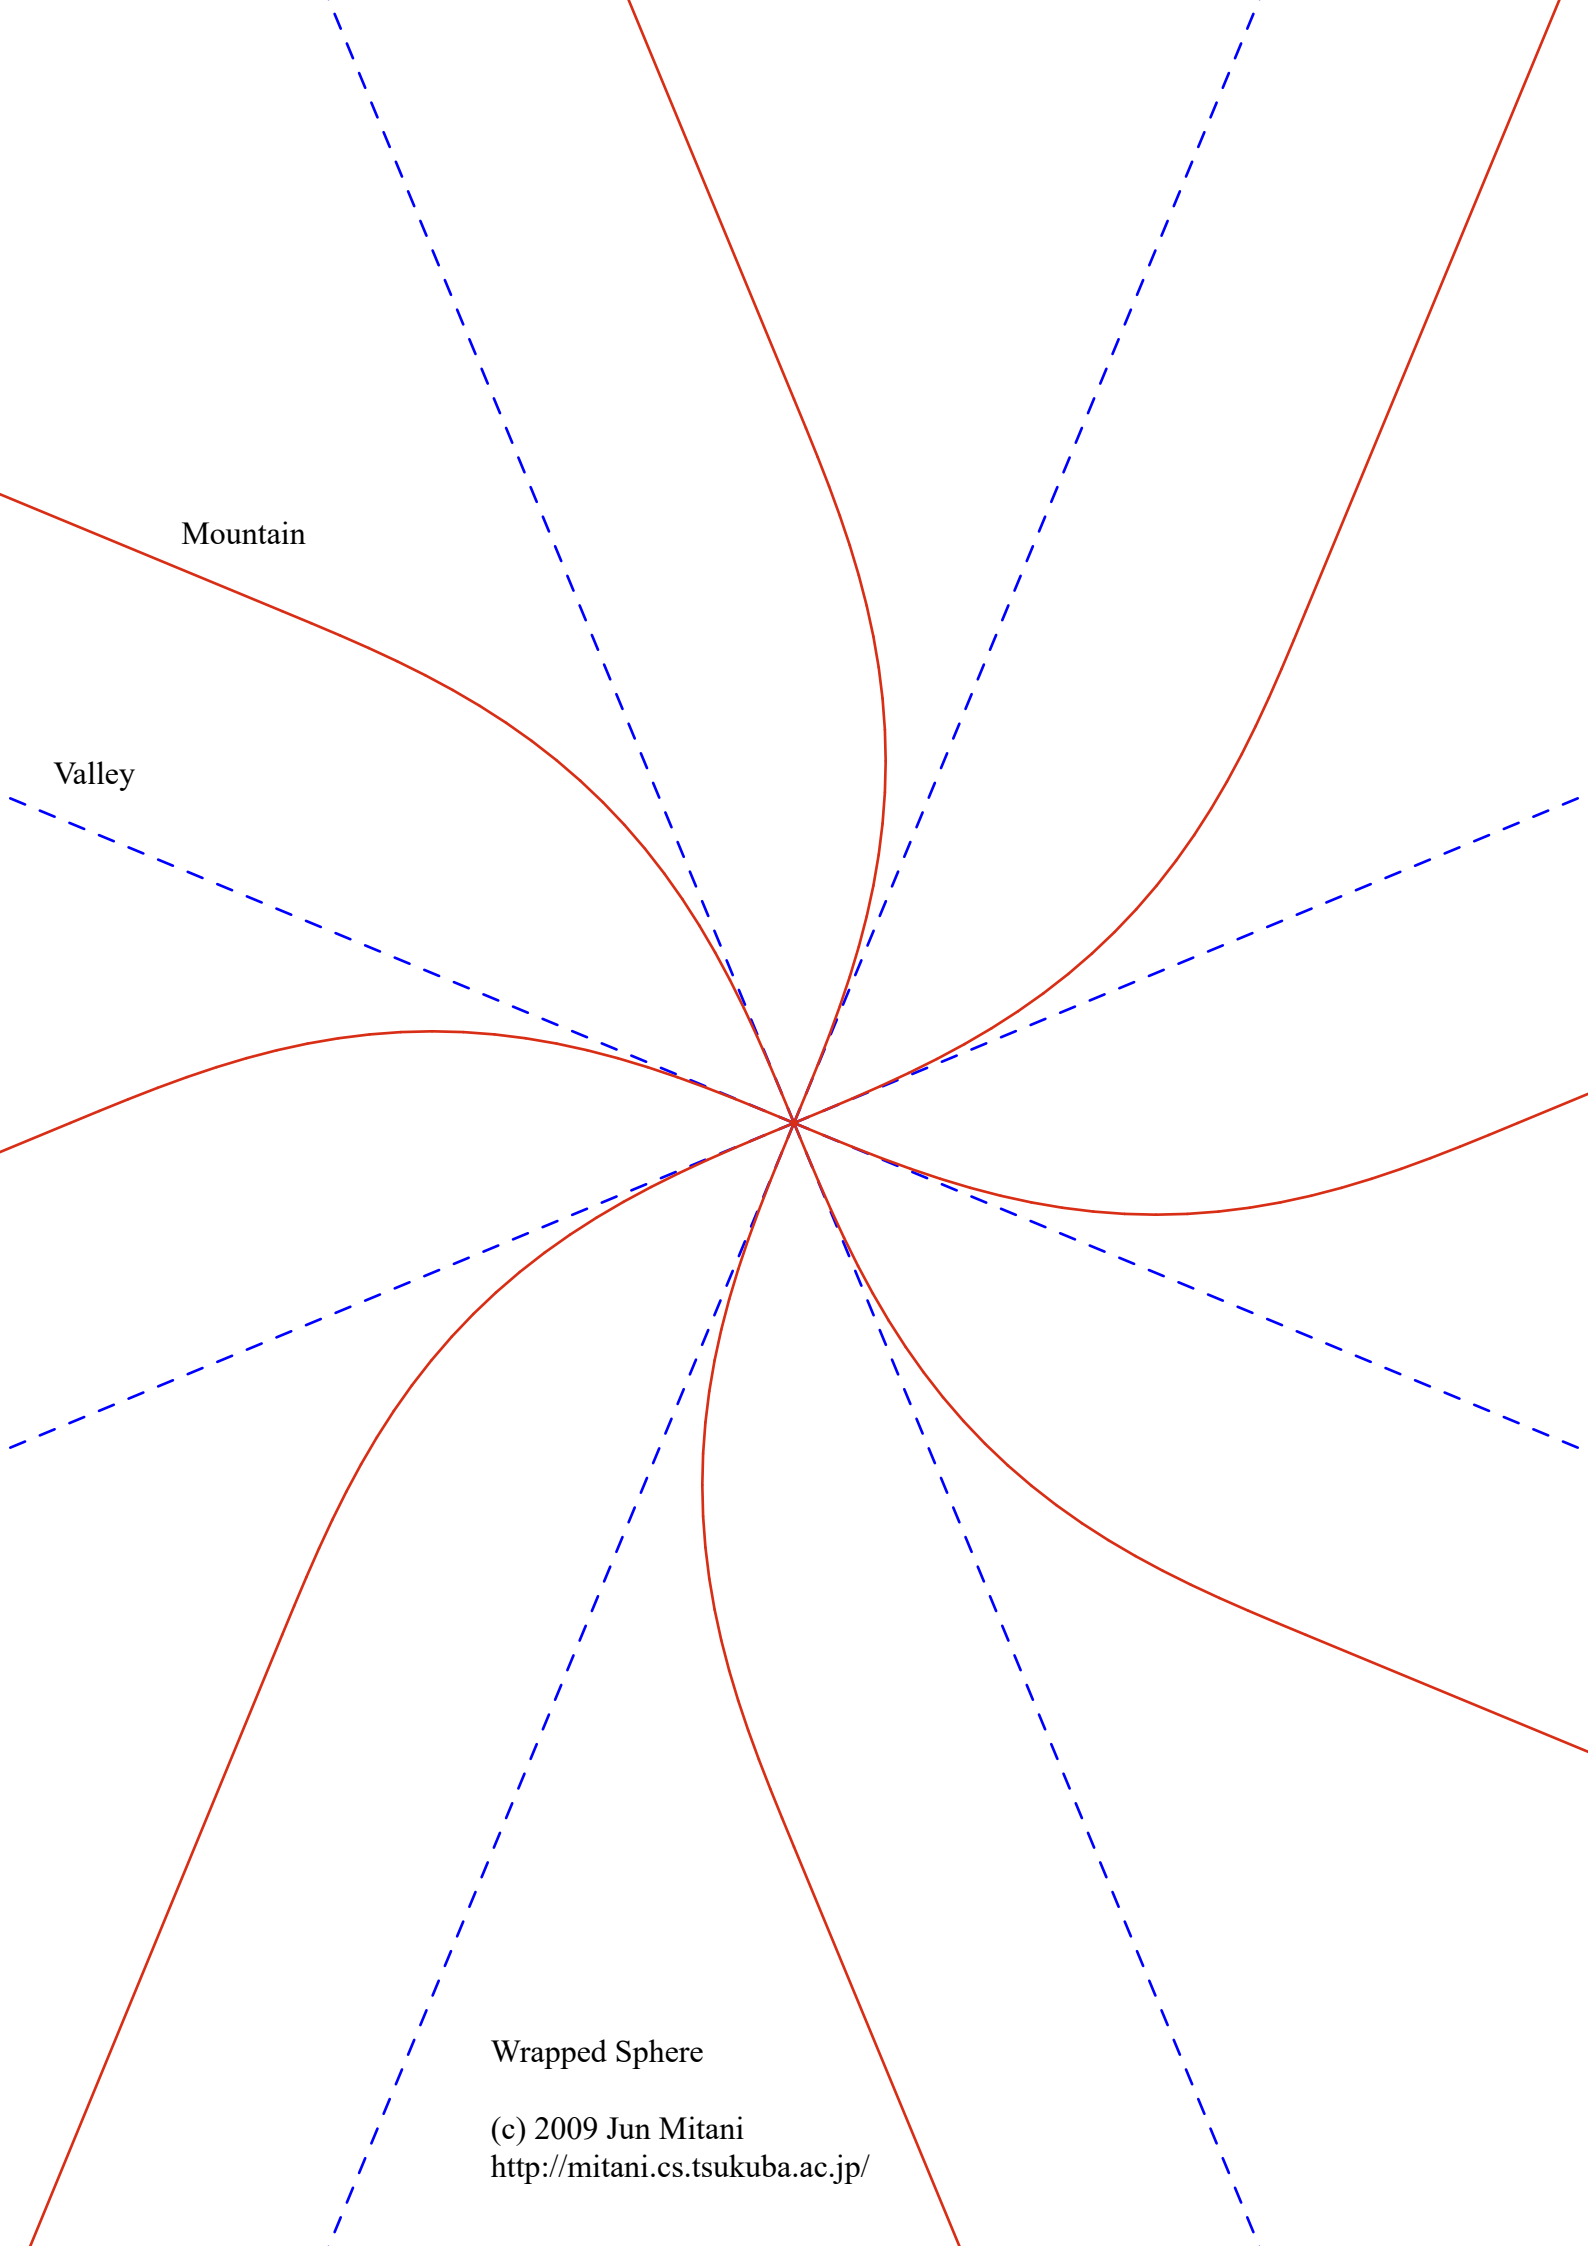 Mountain
Valley
Wrapped Sphere
(c) 2009 Jun Mitani
http://mitani.cs.tsukuba.ac.jp/